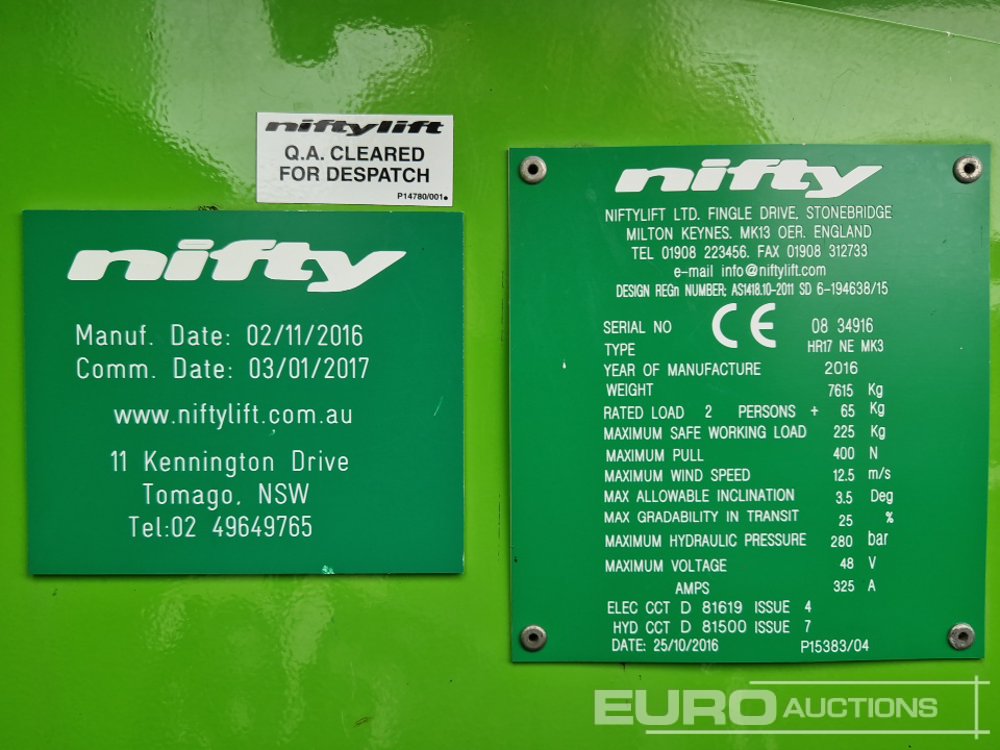 niftylift
Q.A. CLEARED
FOR DESPATCH
P14780/001
nifty
Manuf. Date: 02/11/2016
Comm. Date: 03/01/2017
www.niftylift.com.au
11 Kennington Drive
Tomago, NSW
Tel:02 49649765
nifty
NIFTYLIFT LTD. FINGLE DRIVE, STONEBRIDGE
MILTON KEYNES. MK13 OER. ENGLAND
TEL 01908 223456. FAX 01908 312733
e-mail info@niftylift.com
DESIGN REGn NUMBER; AS1418.10-2011 SD 6-194638/15
SERIAL NO CE 08 34916
TYPE HR17 NE MK3
YEAR OF MANUFACTURE 2016
WEIGHT 7615 Kg
RATED LOAD 2 PERSONS + 65 Kg
MAXIMUM SAFE WORKING LOAD 225 Kg
MAXIMUM PULL 400 N
MAXIMUM WIND SPEED 12.5 m/s
MAX ALLOWABLE INCLINATION 3.5 Deg
MAX GRADABILITY IN TRANSIT 25 %
MAXIMUM HYDRAULIC PRESSURE 280 bar
MAXIMUM VOLTAGE 48 V
AMPS 325 A
ELEC CCT D 81619 ISSUE 4
HYD CCT D 81500 ISSUE 7
DATE: 25/10/2016 P15383/04
EURO AUCTIONS